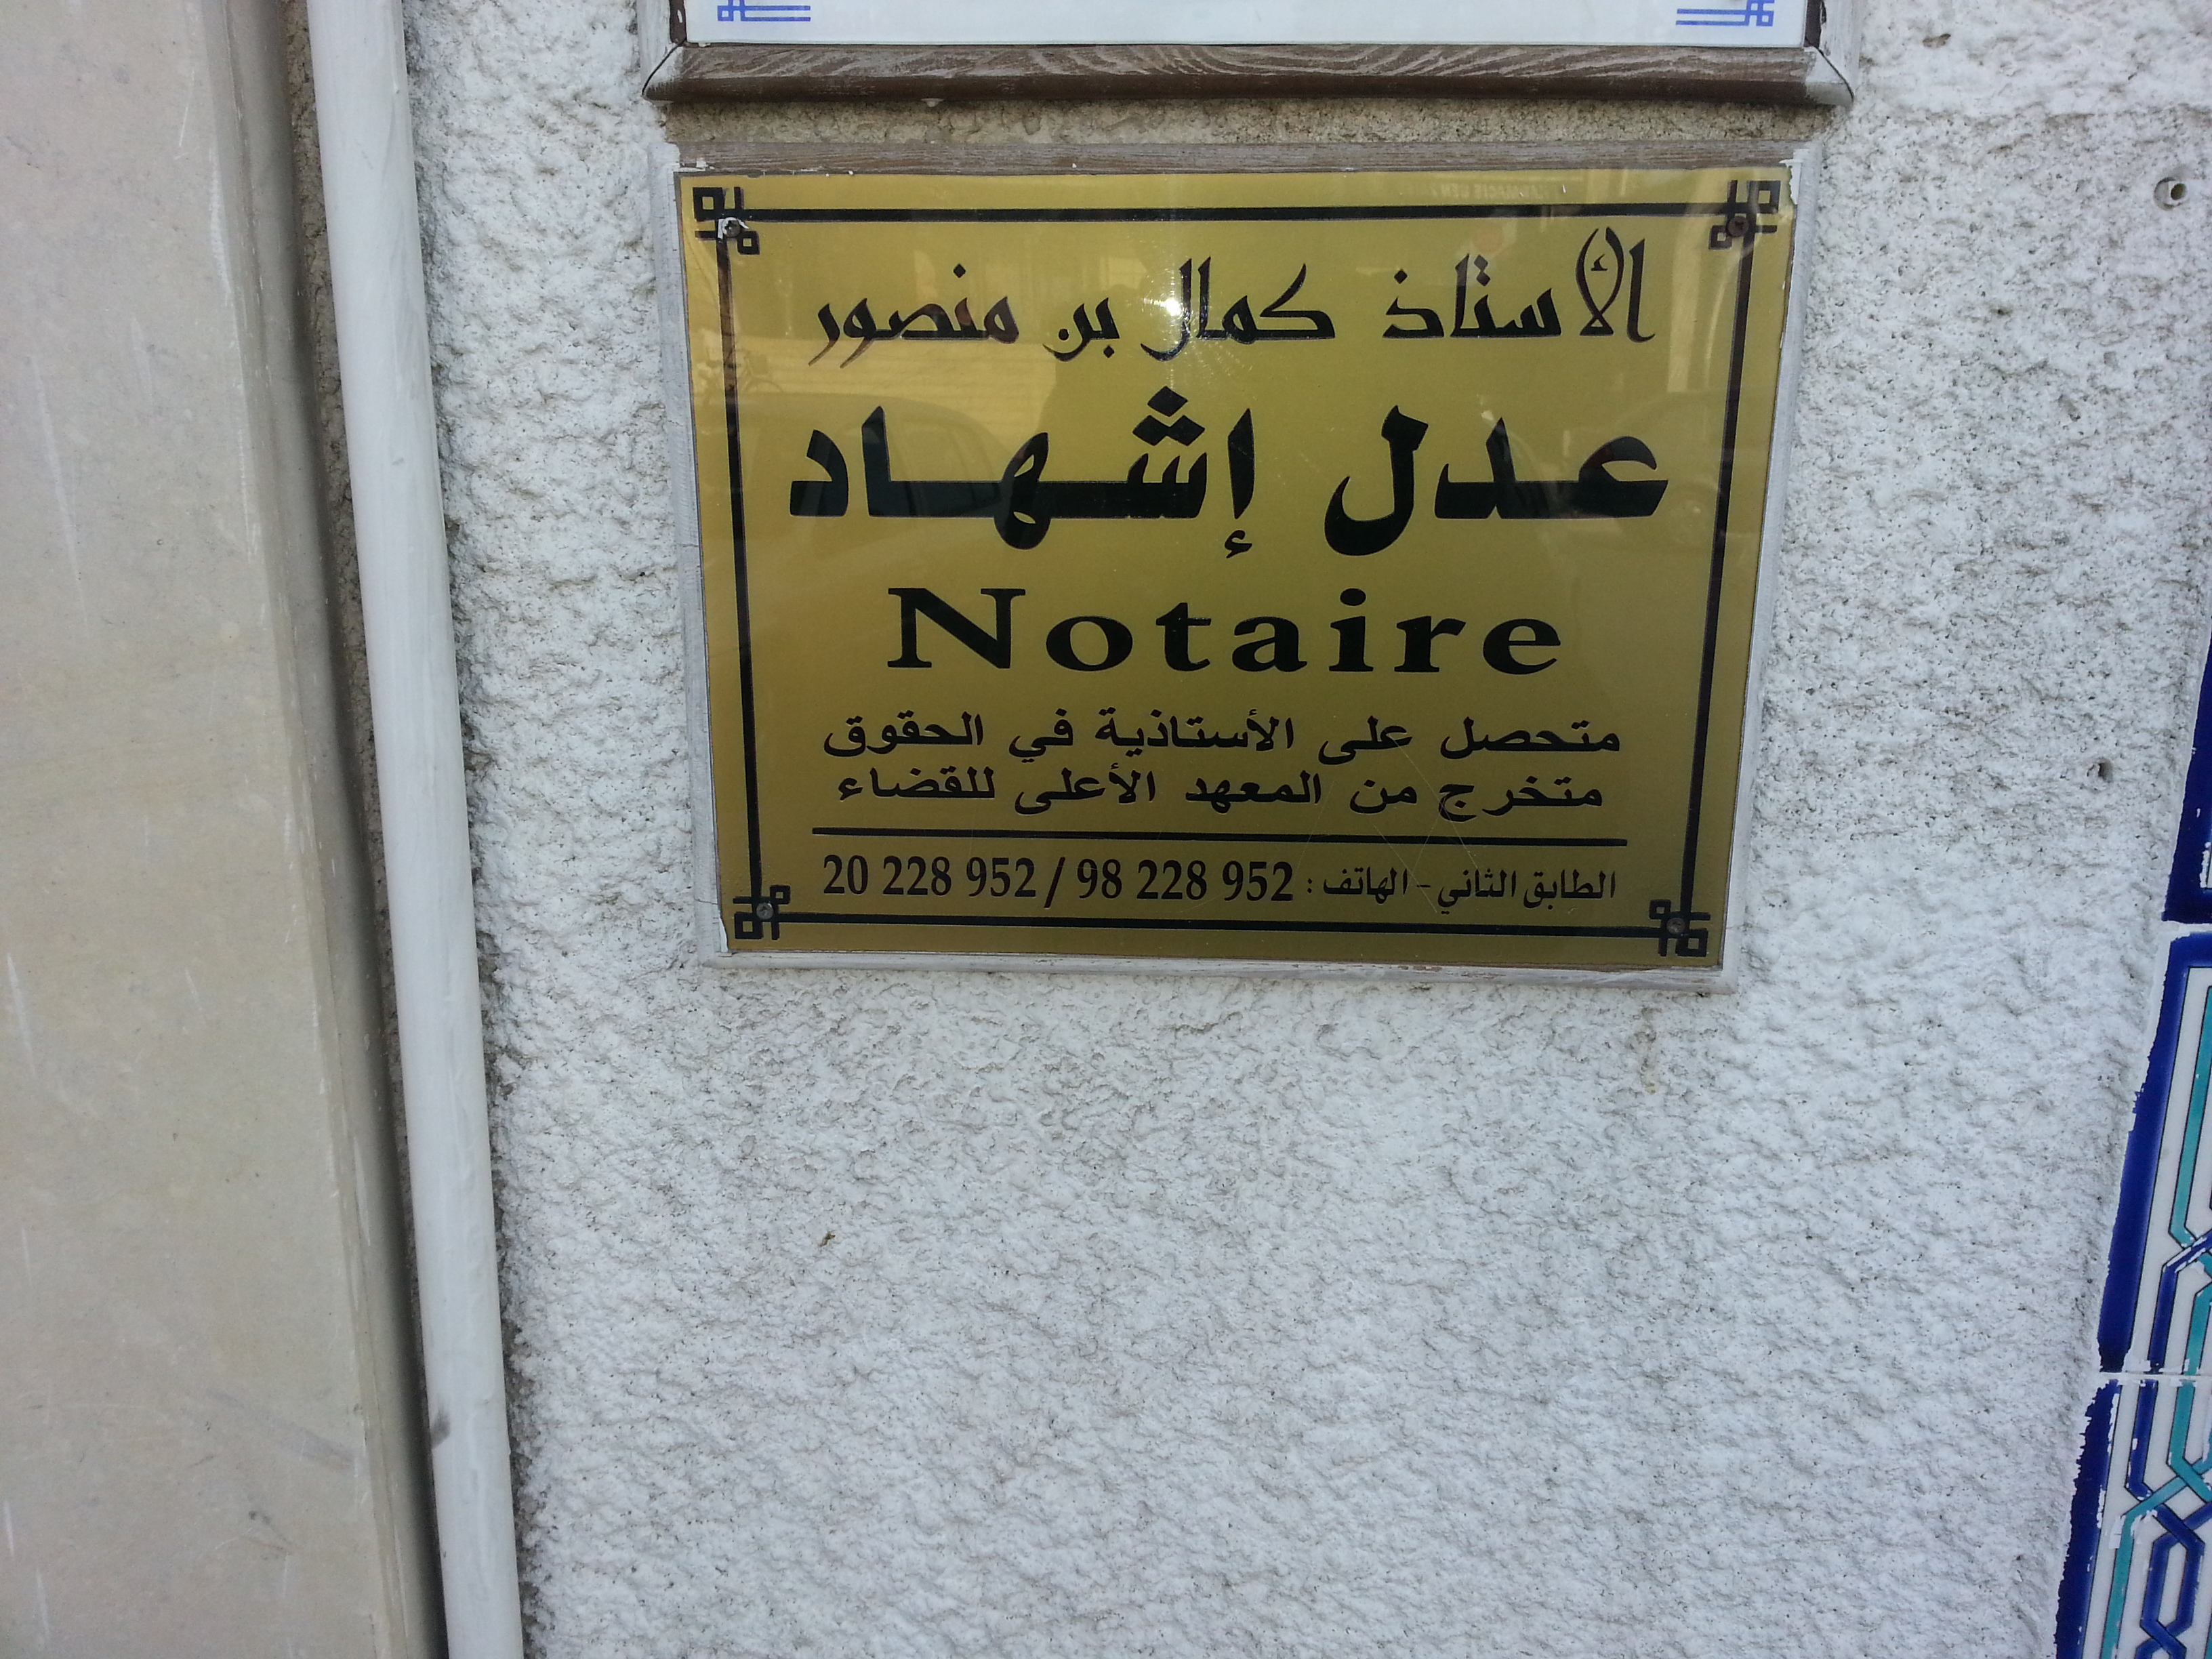 الأستاذ كمال بن منصور
عدل إشهاد
Notaire
متحصل على الأستاذية في الحقوق
متخرج من المعهد الأعلى للقضاء
الطابق الثاني - الهاتف : 952 228 98 / 952 228 20